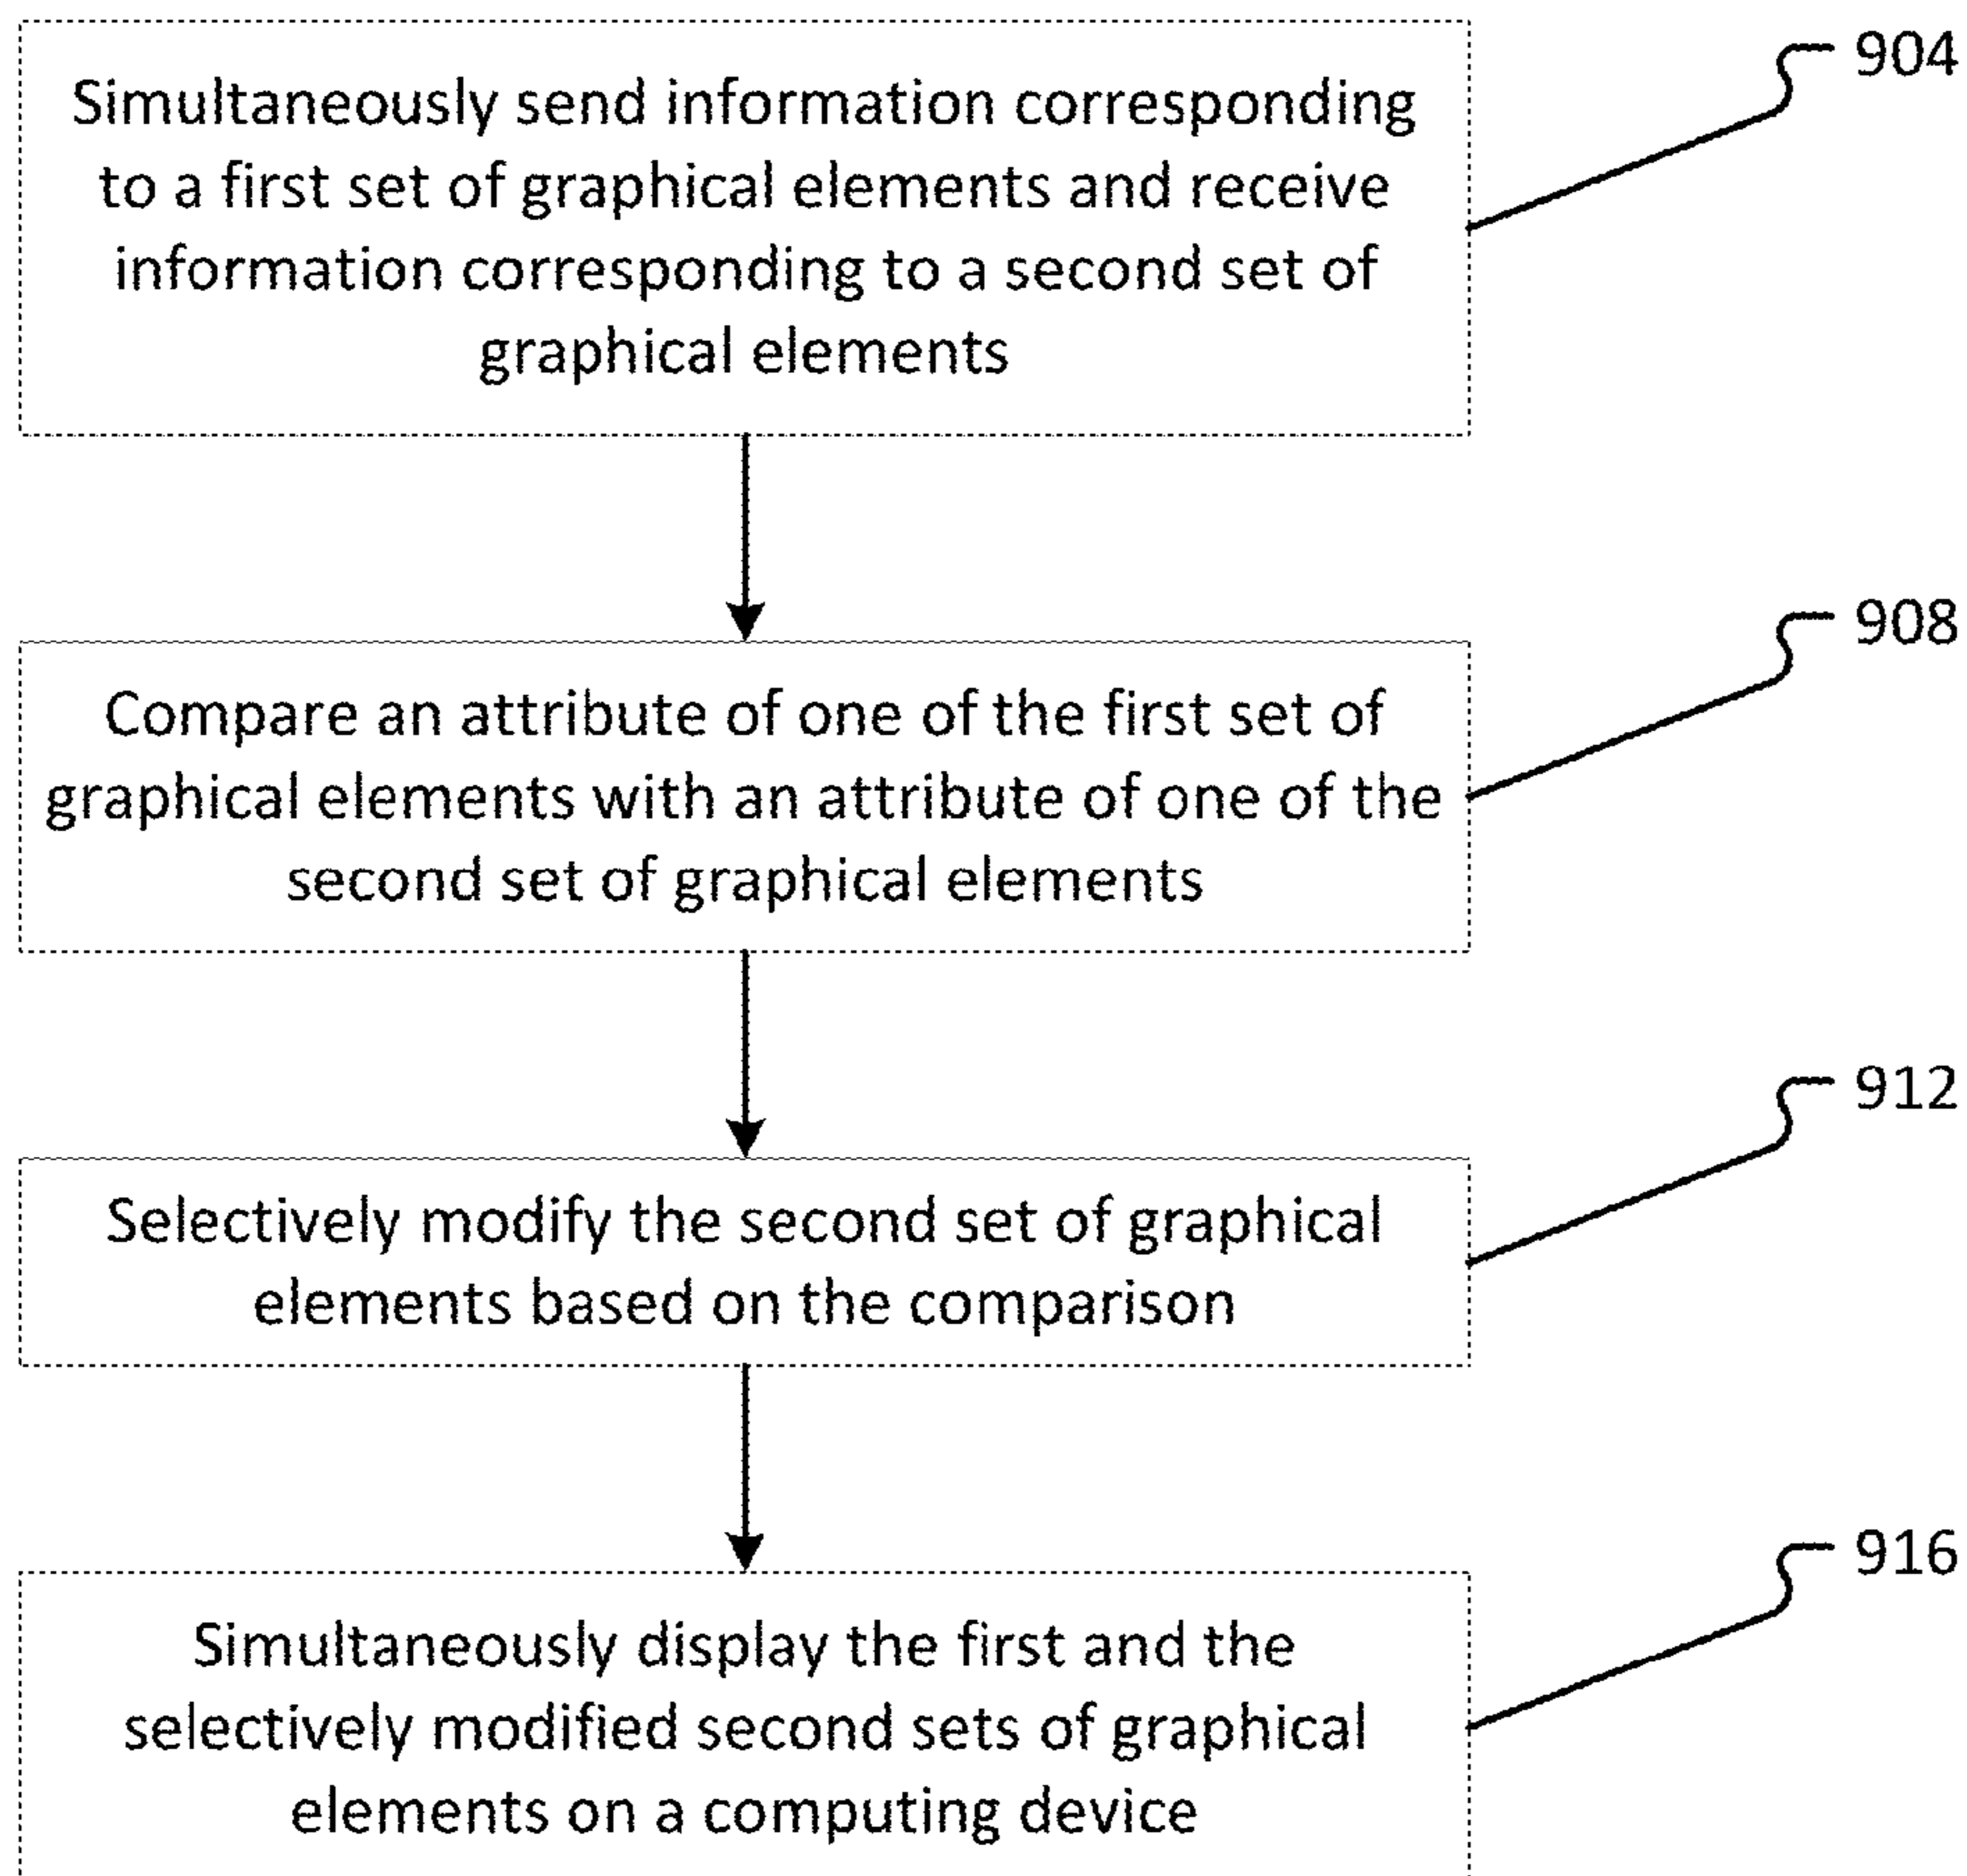 904
Simultaneously send information corresponding
to a first set of graphical elements and receive
information corresponding to a second set of
graphical elements
908
Compare an attribute of one of the first set of
graphical elements with an attribute of one of the
second set of graphical elements
912
Selectively modify the second set of graphical
elements based on the comparison
916
Simultaneously display the first and the
selectively modified second sets of graphical
elements on a computing device